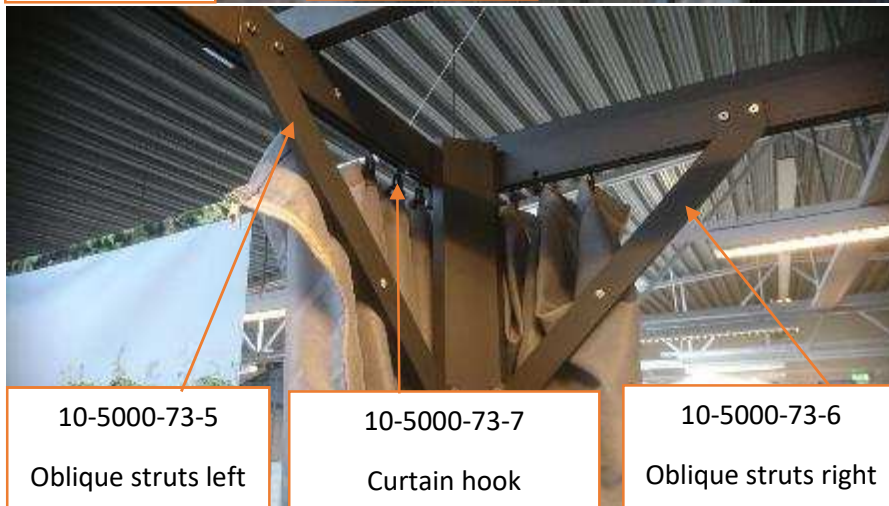 10-5000-73-5
Oblique struts left
10-5000-73-7
Curtain hook
10-5000-73-6
Oblique struts right